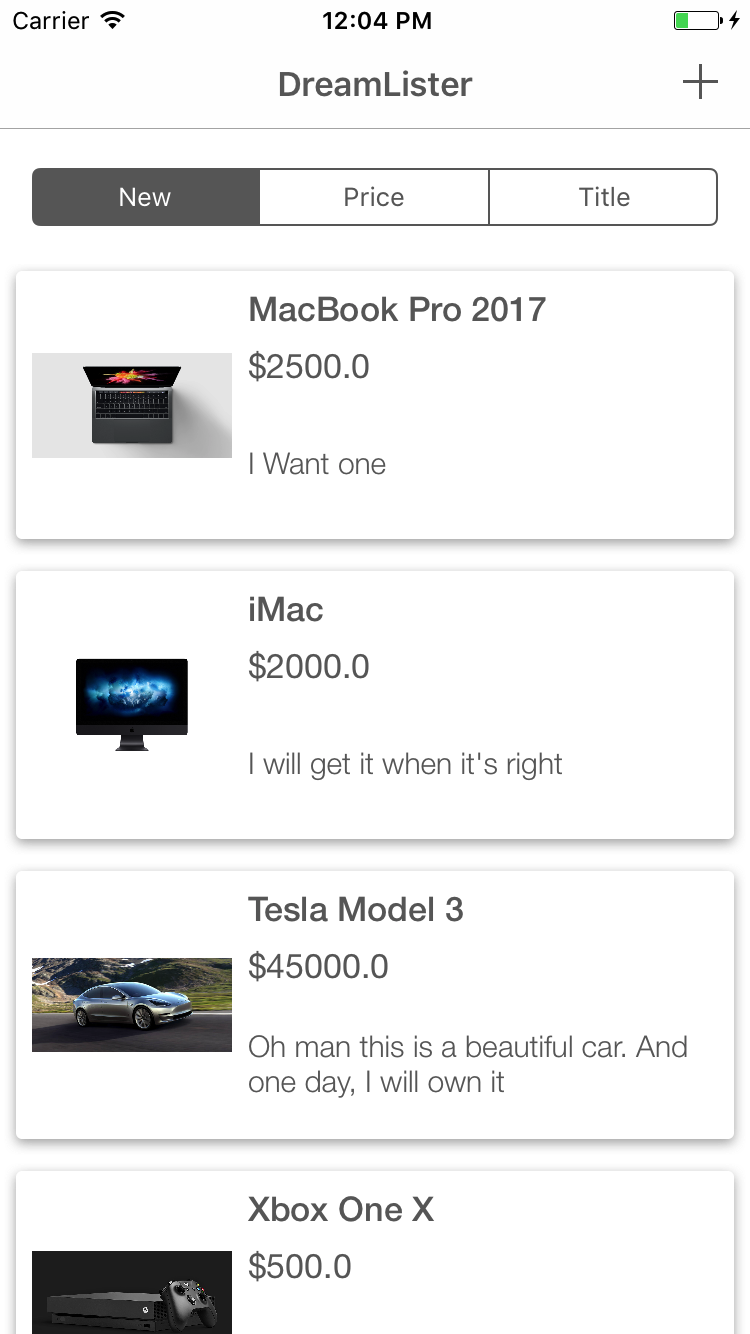 Carrier 12:04 PM
DreamLister
New Price Title
MacBook Pro 2017
$2500.0
I Want one
iMac
$2000.0
I will get it when it's right
Tesla Model 3
$45000.0
Oh man this is a beautiful car. And
one day, I will own it
Xbox One X
$500.0